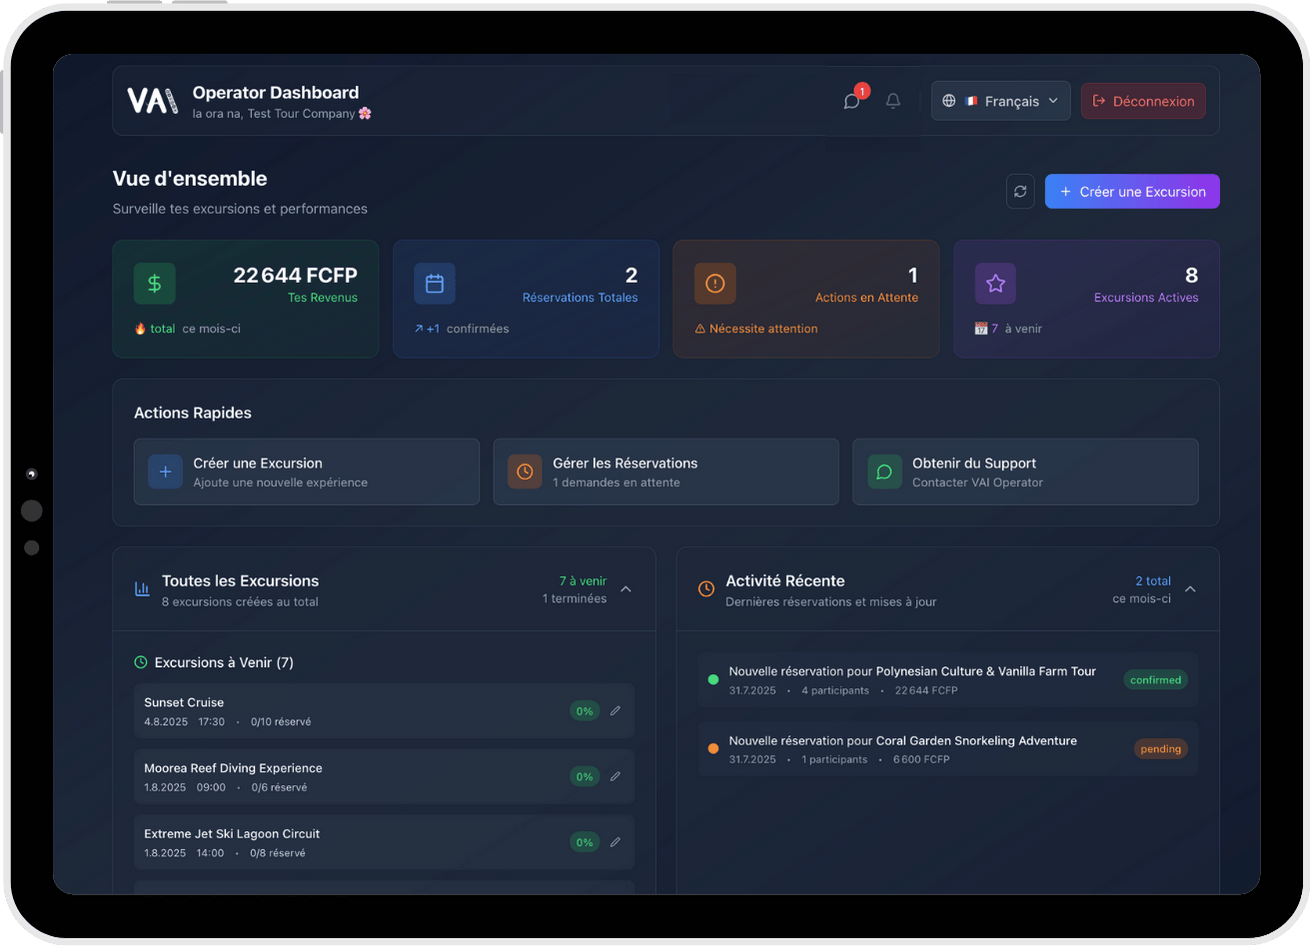 VAI
Operator Dashboard
Ia ora na, Test Tour Company 🌸
1
🇫🇷 Français
Déconnexion
Vue d'ensemble
Surveille tes excursions et performances
+ Créer une Excursion
$
22 644 FCFP
Tes Revenus
🔥 total ce mois-ci
2
Réservations Totales
↗ +1 confirmées
1
Actions en Attente
⚠ Nécessite attention
8
Excursions Actives
📅 7 à venir
Actions Rapides
Créer une Excursion
Ajoute une nouvelle expérience
Gérer les Réservations
1 demandes en attente
Obtenir du Support
Contacter VAI Operator
Toutes les Excursions
8 excursions créées au total
7 à venir
1 terminées
Excursions à Venir (7)
Sunset Cruise
4.8.2025 17:30 • 0/10 réservé
0%
Moorea Reef Diving Experience
1.8.2025 09:00 • 0/6 réservé
0%
Extreme Jet Ski Lagoon Circuit
1.8.2025 14:00 • 0/8 réservé
0%
Activité Récente
Dernières réservations et mises à jour
2 total
ce mois-ci
Nouvelle réservation pour Polynesian Culture & Vanilla Farm Tour
31.7.2025 • 4 participants • 22 644 FCFP
confirmed
Nouvelle réservation pour Coral Garden Snorkeling Adventure
31.7.2025 • 1 participants • 6 600 FCFP
pending